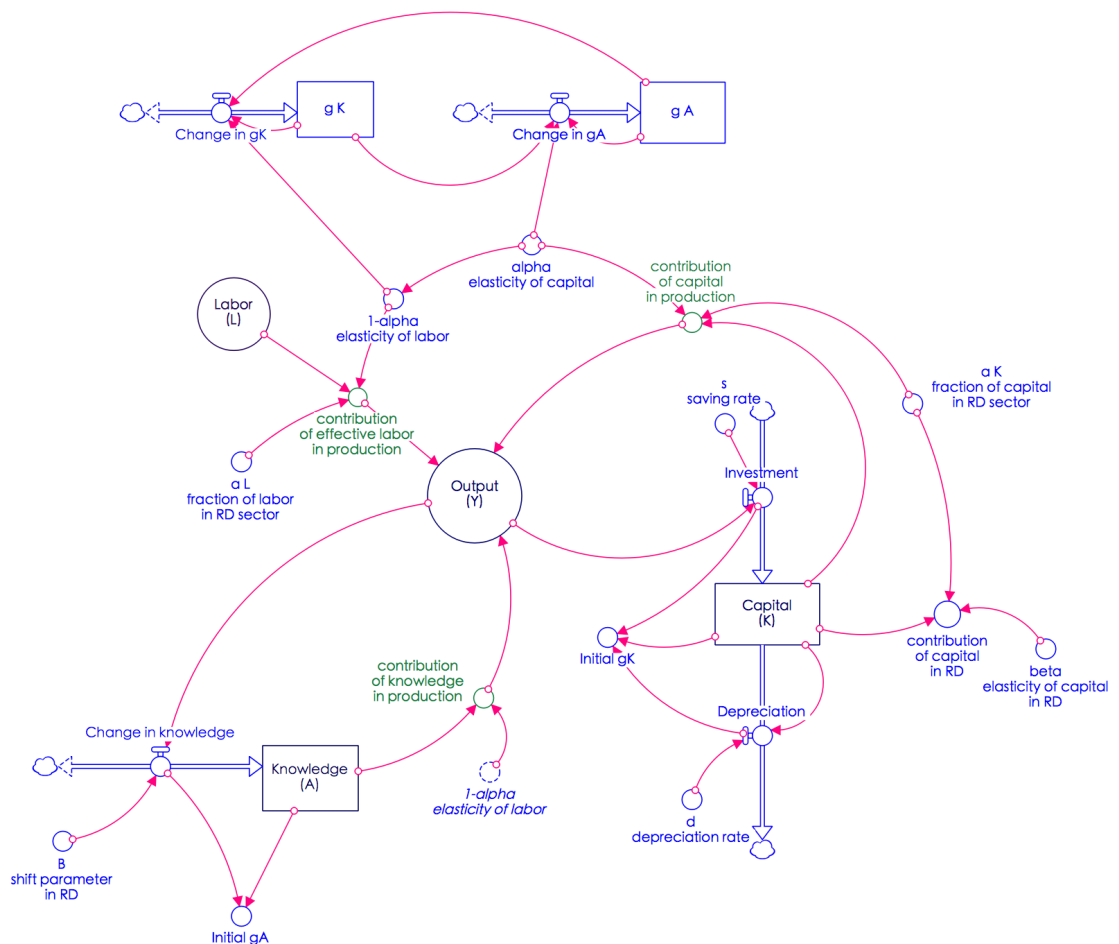 g K
g A
Change in gK
Change in gA
alpha
elasticity of capital
contribution
of capital
in production
Labor
(L)
1-alpha
elasticity of labor
a K
fraction of capital
in RD sector
s
saving rate
contribution
of effective labor
in production
Investment
a L
fraction of labor
in RD sector
Output
(Y)
Capital
(K)
Initial gK
contribution
of capital
in RD
beta
elasticity of capital
in RD
contribution
of knowledge
in production
Depreciation
Change in knowledge
Knowledge
(A)
1-alpha
elasticity of labor
d
depreciation rate
B
shift parameter
in RD
Initial gA